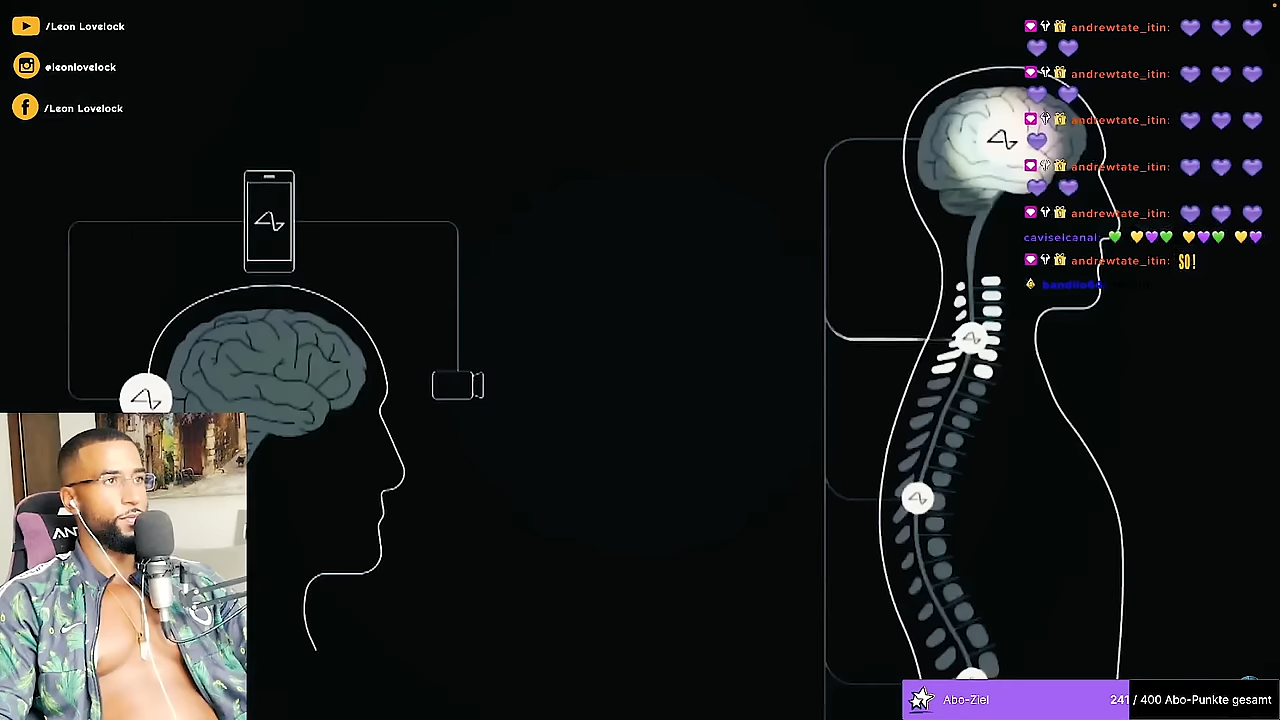 /Leon Lovelock
@leonlovelock
/Leon Lovelock
andrewtate_itin:
andrewtate_itin:
andrewtate_itin:
andrewtate_itin:
andrewtate_itin:
caviselcanal:
andrewtate_itin: SO!
AN
Abo-Ziel
241 / 400 Abo-Punkte gesamt